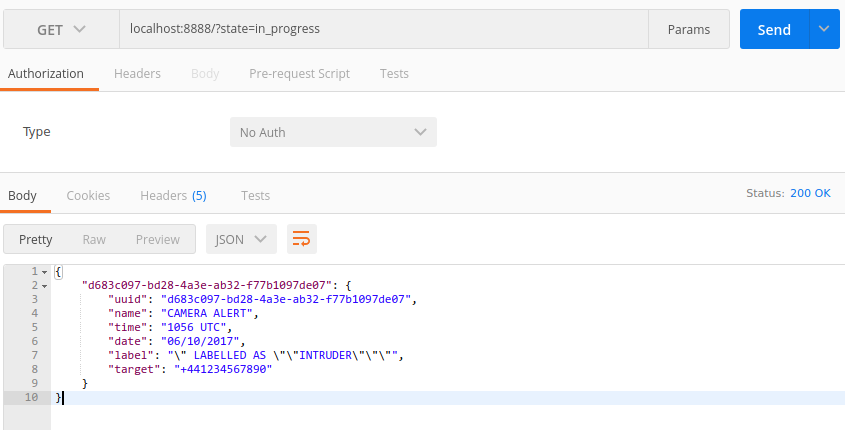 GET localhost:8888/?state=in_progress Params Send
Authorization Headers Body Pre-request Script Tests
Type No Auth
Body Cookies Headers (5) Tests Status: 200 OK
Pretty Raw Preview JSON
1 {
2 "d683c097-bd28-4a3e-ab32-f77b1097de07": {
3 "uuid": "d683c097-bd28-4a3e-ab32-f77b1097de07",
4 "name": "CAMERA ALERT",
5 "time": "1056 UTC",
6 "date": "06/10/2017",
7 "label": "\" LABELLED AS \"\"INTRUDER\"\"\"",
8 "target": "+441234567890"
9 }
10 }